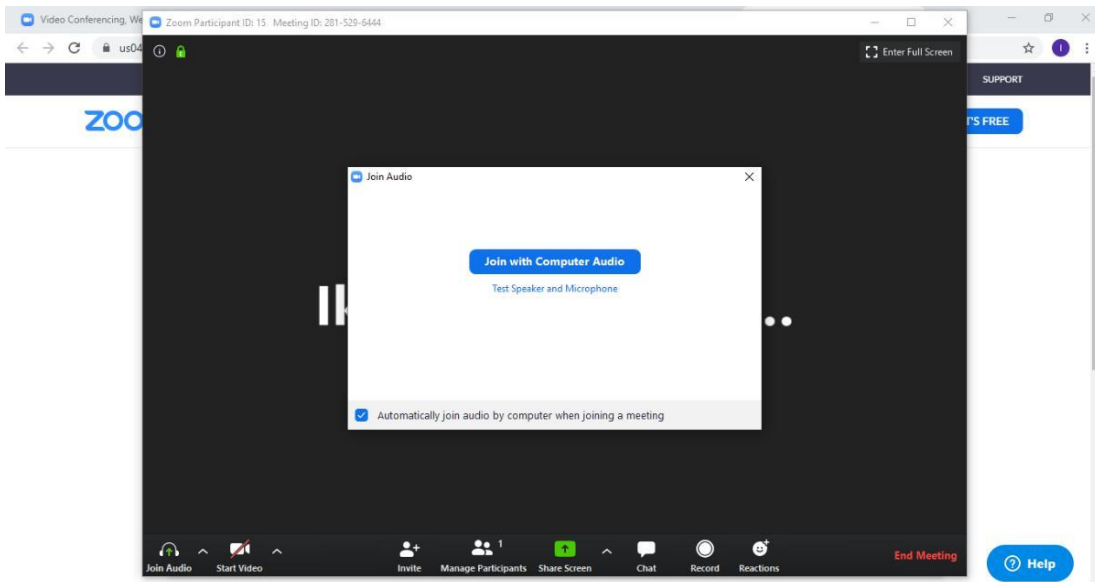 Video Conferencing, We
Zoom Participant ID: 15 Meeting ID: 281-529-6444
us04
Enter Full Screen
SUPPORT
ZOO
'S FREE
Join Audio
Join with Computer Audio
Test Speaker and Microphone
Ik
..
Automatically join audio by computer when joining a meeting
1
Join Audio
Start Video
Invite
Manage Participants
Share Screen
Chat
Record
Reactions
End Meeting
Help